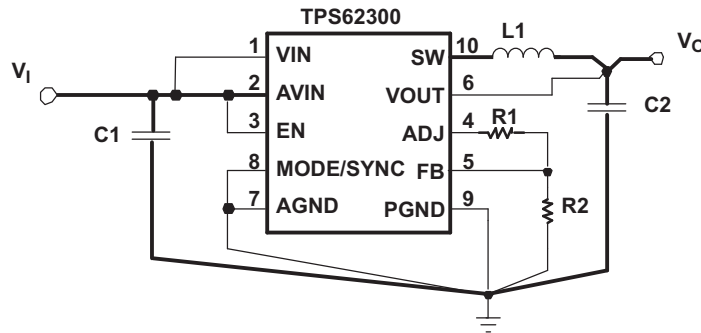 TPS62300
1 VIN SW 10 L1
V_I V_O
2 AVIN VOUT 6
C1 3 EN ADJ 4 R1 C2
8 MODE/SYNC FB 5
7 AGND PGND 9 R2